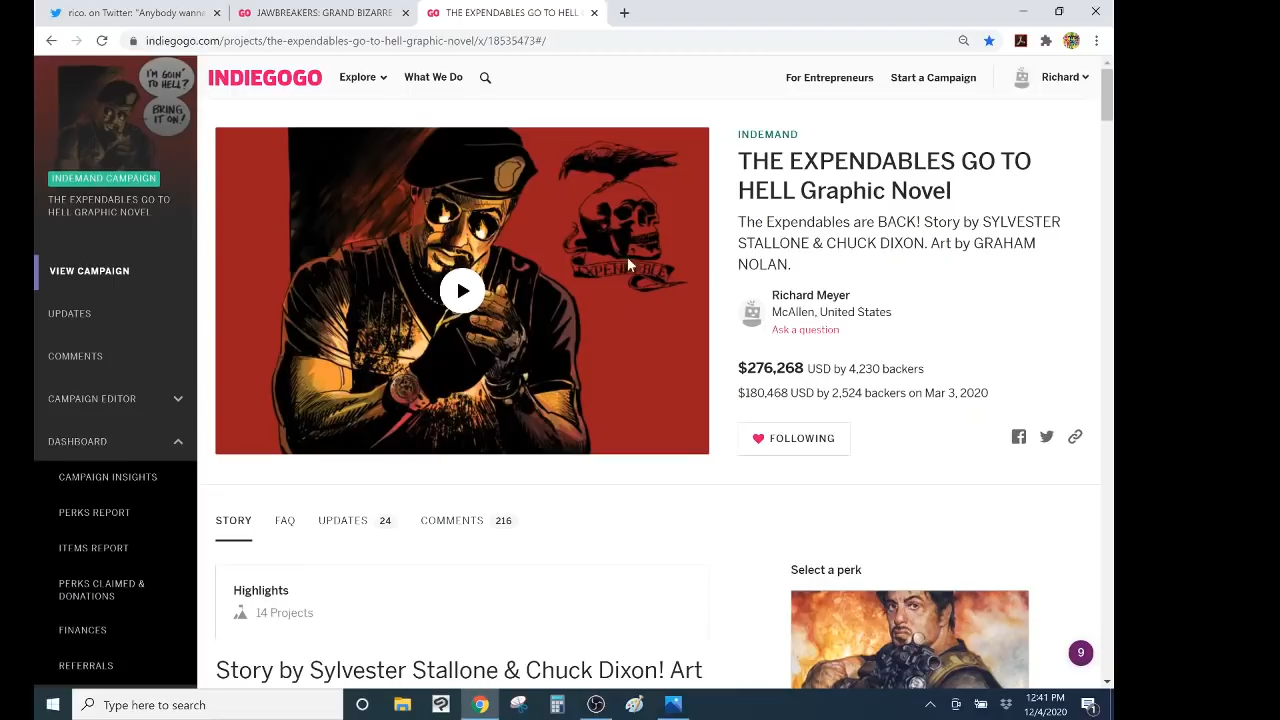 rico. on Twitter: "Anybody wann
JAWBREAKERS: GRAND BIZARRE
THE EXPENDABLES GO TO HELL
indiegogo.com/projects/the-expendables-go-to-hell-graphic-novel/x/18535473#/
I'M GOIN' TO HELL?
BRING IT ON!
INDEMAND CAMPAIGN
THE EXPENDABLES GO TO
HELL GRAPHIC NOVEL
VIEW CAMPAIGN
UPDATES
COMMENTS
CAMPAIGN EDITOR
DASHBOARD
CAMPAIGN INSIGHTS
PERKS REPORT
ITEMS REPORT
PERKS CLAIMED &
DONATIONS
FINANCES
REFERRALS
INDIEGOGO
Explore
What We Do
For Entrepreneurs
Start a Campaign
Richard
EXPENDABLE
INDEMAND
THE EXPENDABLES GO TO
HELL Graphic Novel
The Expendables are BACK! Story by SYLVESTER
STALLONE & CHUCK DIXON. Art by GRAHAM
NOLAN.
Richard Meyer
McAllen, United States
Ask a question
$276,268 USD by 4,230 backers
$180,468 USD by 2,524 backers on Mar 3, 2020
FOLLOWING
STORY
FAQ
UPDATES 24
COMMENTS 216
Highlights
14 Projects
Story by Sylvester Stallone & Chuck Dixon! Art
Select a perk
9
Type here to search
12:41 PM
12/4/2020
1